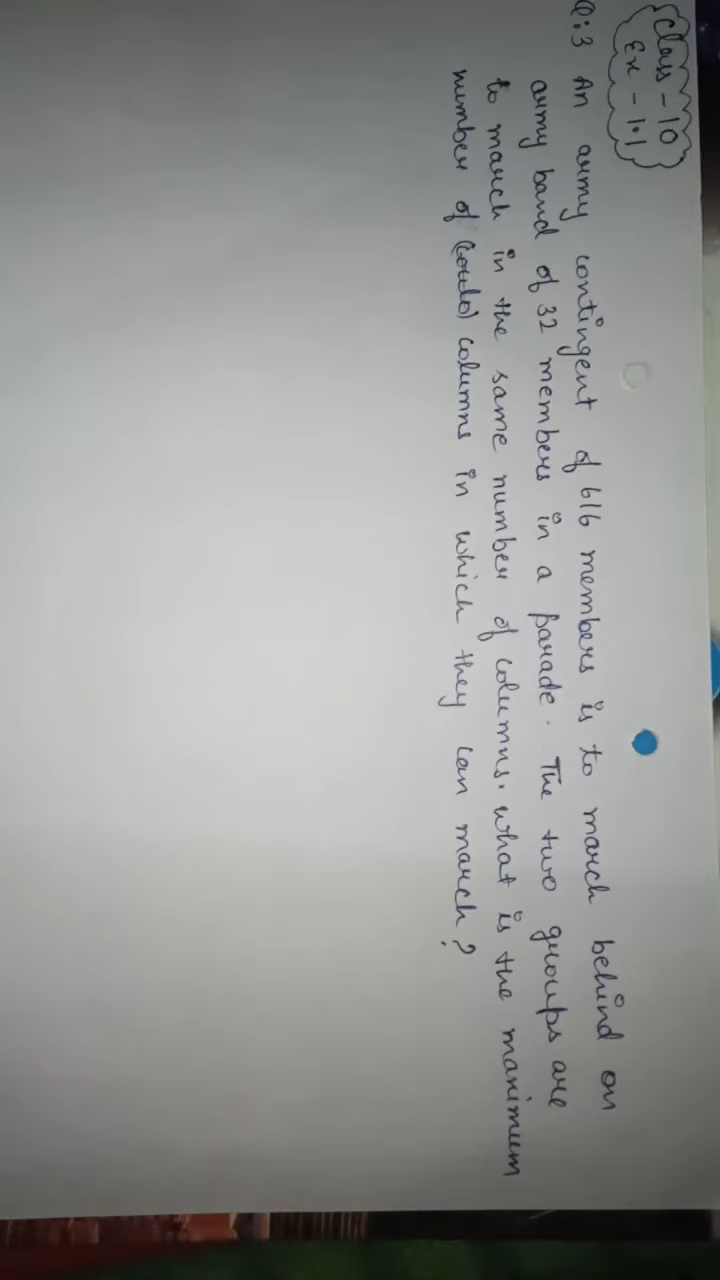 Class - 10
Ex - 1.1
Q:3 An army contingent of 616 members is to march behind an
army band of 32 members in a parade. The two groups are
to march in the same number of columns. what is the maximum
number of columns in which they can march?